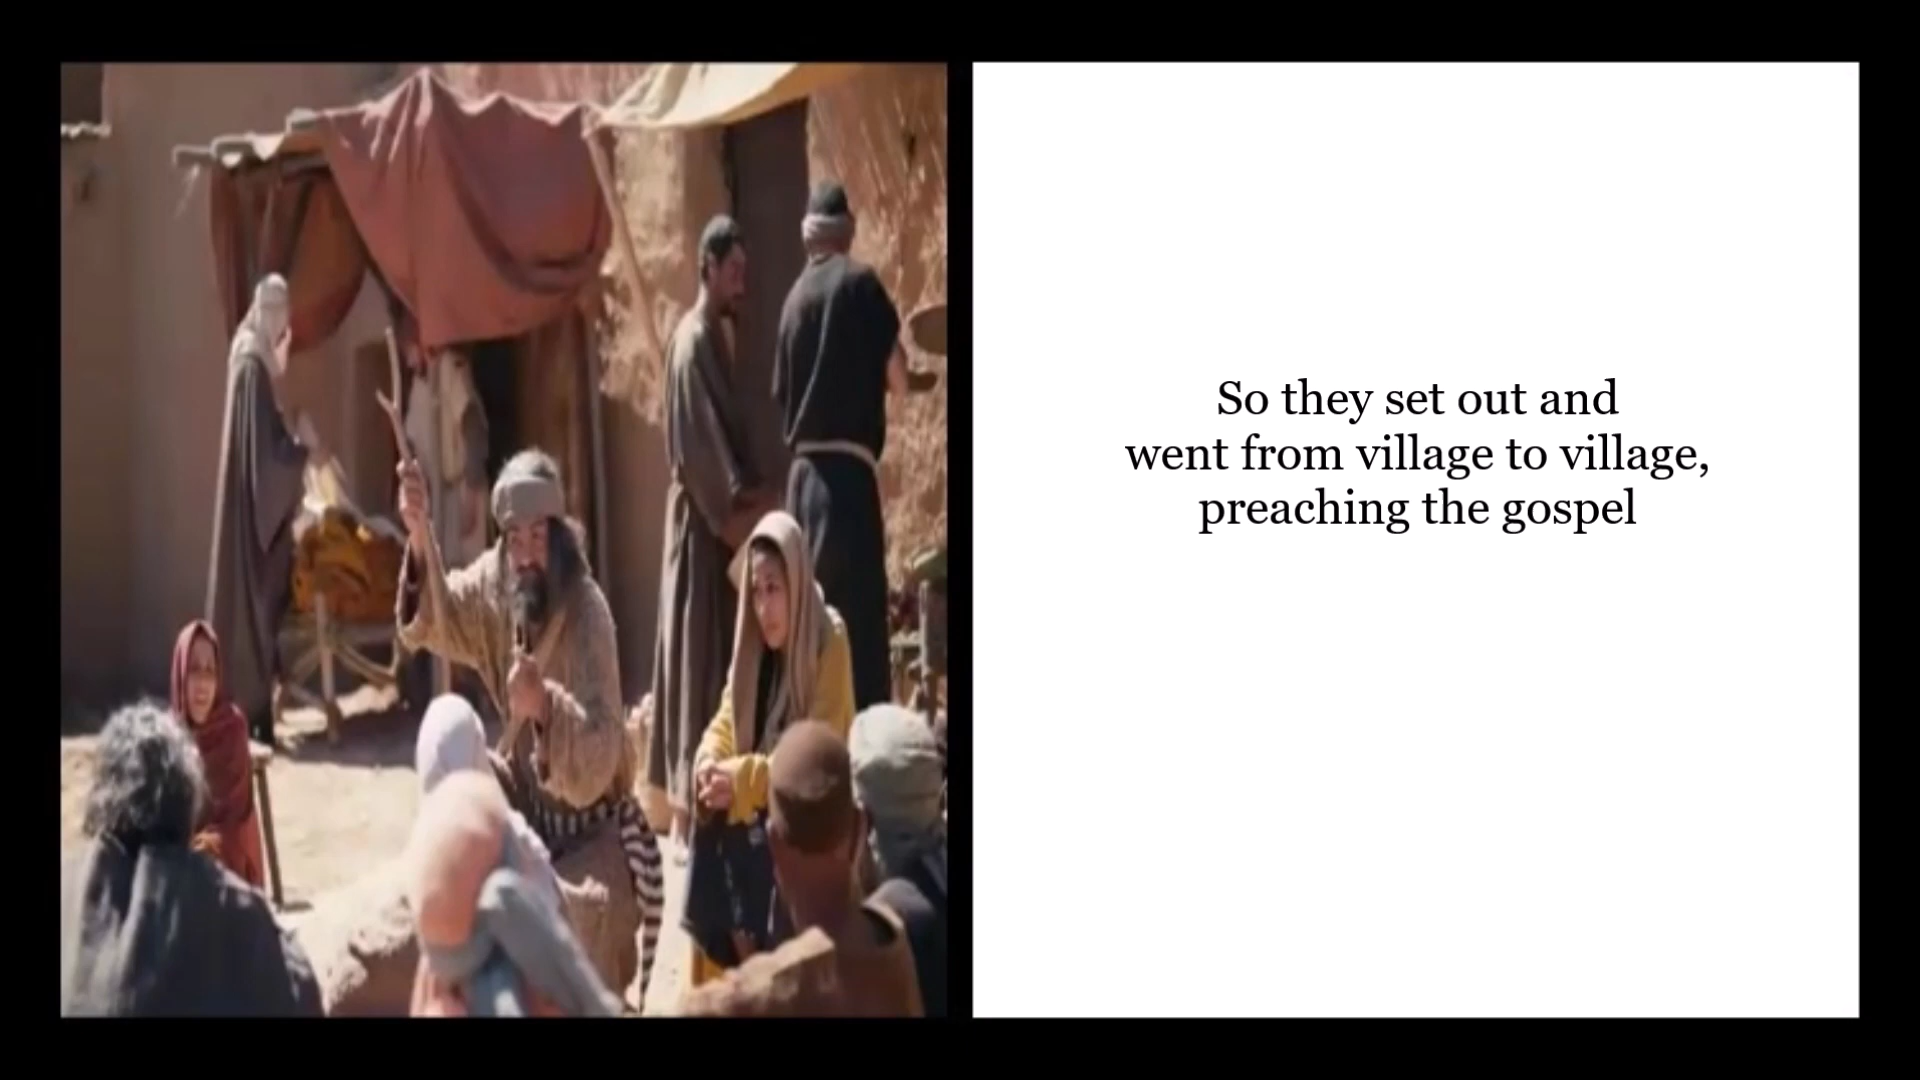 So they set out and
went from village to village,
preaching the gospel